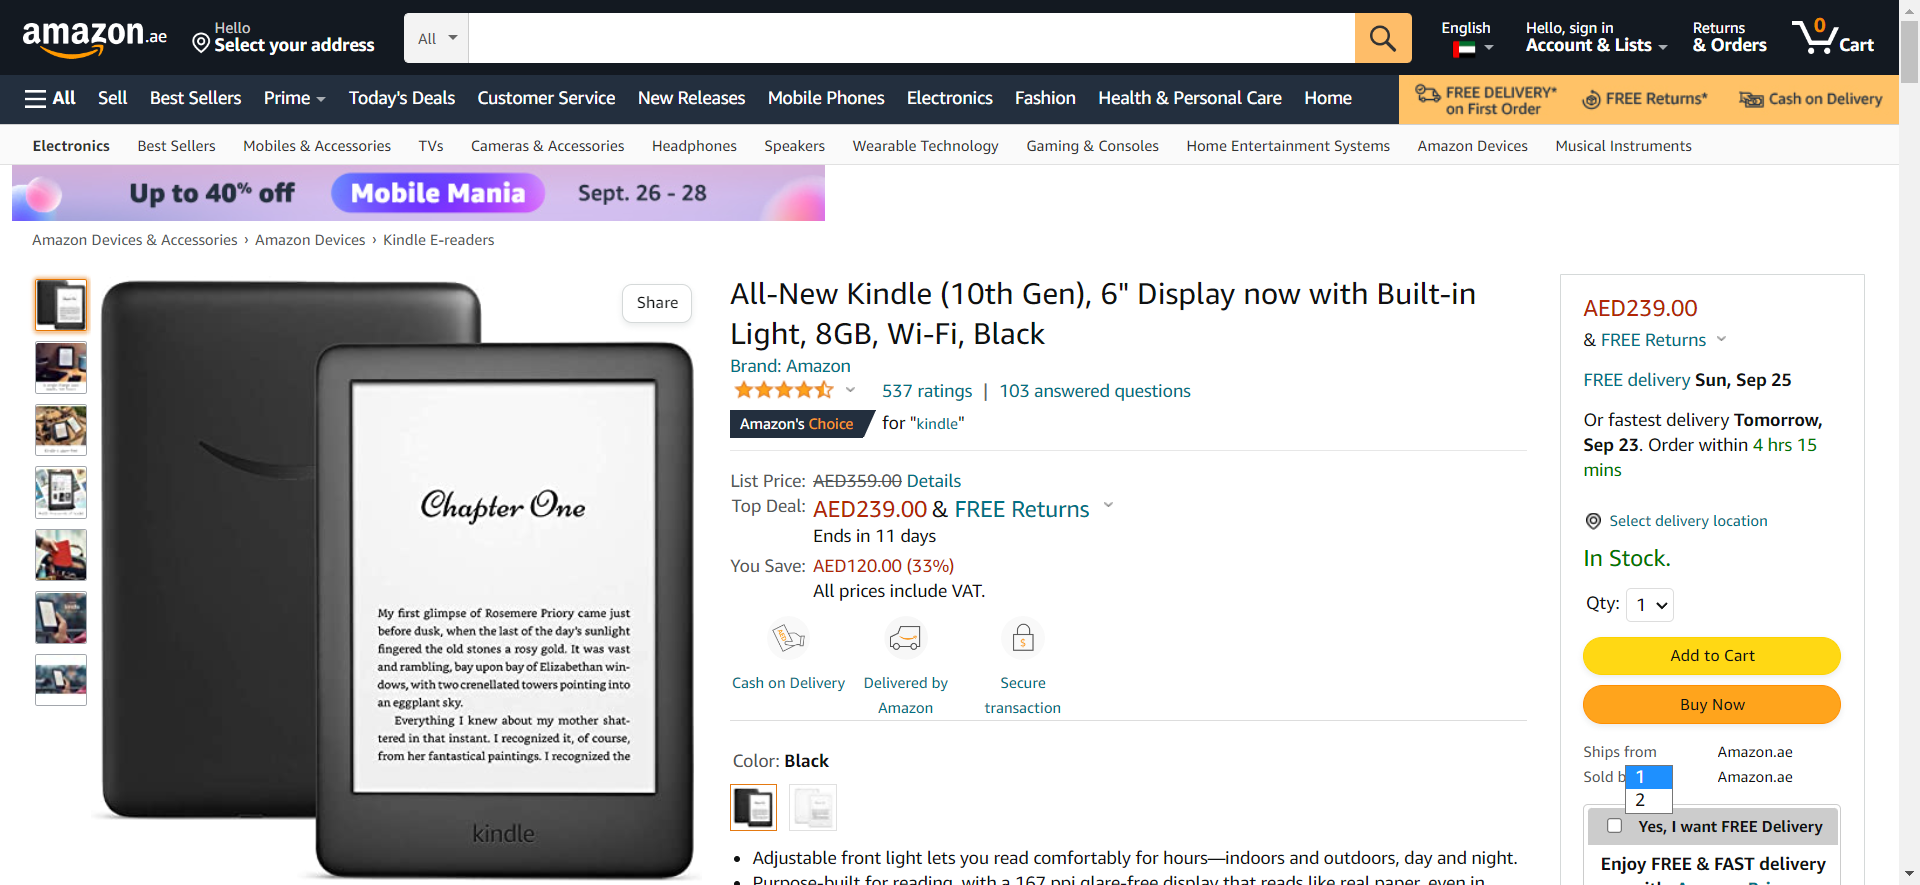 amazon.ae
Hello
Select your address
All
English
Hello, sign in
Account & Lists
Returns
& Orders
0
Cart
All
Sell
Best Sellers
Prime
Today's Deals
Customer Service
New Releases
Mobile Phones
Electronics
Fashion
Health & Personal Care
Home
FREE DELIVERY*
on First Order
FREE Returns*
Cash on Delivery
Electronics
Best Sellers
Mobiles & Accessories
TVs
Cameras & Accessories
Headphones
Speakers
Wearable Technology
Gaming & Consoles
Home Entertainment Systems
Amazon Devices
Musical Instruments
Up to 40% off
Mobile Mania
Sept. 26 - 28
Amazon Devices & Accessories › Amazon Devices › Kindle E-readers
Share
Chapter One
My first glimpse of Rosemere Priory came just
before dusk, when the last of the day's sunlight
fingered the old stones a rosy gold. It was vast
and rambling, bay upon bay of Elizabethan win-
dows, with two crenellated towers pointing into
an eggplant sky.
Everything I knew about my mother shat-
tered in that instant. I recognized it, of course,
from her fantastical paintings. I recognized the
kindle
All-New Kindle (10th Gen), 6" Display now with Built-in
Light, 8GB, Wi-Fi, Black
Brand: Amazon
537 ratings | 103 answered questions
Amazon's Choice for "kindle"
List Price: AED359.00 Details
Top Deal: AED239.00 & FREE Returns
Ends in 11 days
You Save: AED120.00 (33%)
All prices include VAT.
Cash on Delivery
Delivered by
Amazon
Secure
transaction
Color: Black
• Adjustable front light lets you read comfortably for hours—indoors and outdoors, day and night.
• Purpose-built for reading, with a 167 ppi glare-free display that reads like real paper, even in
AED239.00
& FREE Returns
FREE delivery Sun, Sep 25
Or fastest delivery Tomorrow,
Sep 23. Order within 4 hrs 15
mins
Select delivery location
In Stock.
Qty: 1
Add to Cart
Buy Now
Ships from Amazon.ae
Sold b Amazon.ae
1
2
Yes, I want FREE Delivery
Enjoy FREE & FAST delivery
with Amazon Prime